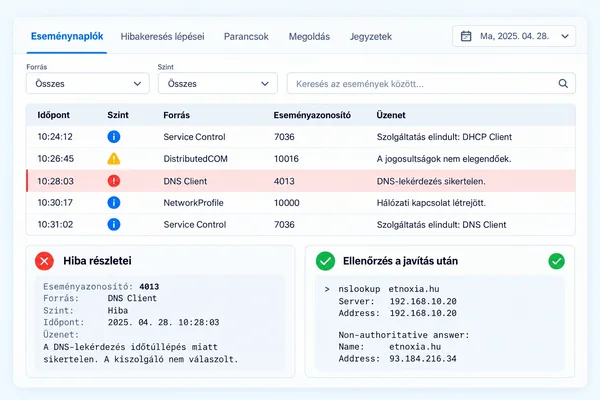 Eseménynaplók Hibakeresés lépései Parancsok Megoldás Jegyzetek Ma, 2025. 04. 28.
Forrás Szint
Összes Összes Keresés az események között...
Időpont Szint Forrás Eseményazonosító Üzenet
10:24:12 Service Control 7036 Szolgáltatás elindult: DHCP Client
10:26:45 DistributedCOM 10016 A jogosultságok nem elegendőek.
10:28:03 DNS Client 4013 DNS-lekérdezés sikertelen.
10:30:17 NetworkProfile 10000 Hálózati kapcsolat létrejött.
10:31:02 Service Control 7036 Szolgáltatás elindult: DNS Client
Hiba részletei
Eseményazonosító: 4013
Forrás: DNS Client
Szint: Hiba
Időpont: 2025. 04. 28. 10:28:03
Üzenet:
A DNS-lekérdezés időtúllépés miatt
sikertelen. A kiszolgáló nem válaszolt.
Ellenőrzés a javítás után
> nslookup etnoxia.hu
Server: 192.168.10.20
Address: 192.168.10.20
Non-authoritative answer:
Name: etnoxia.hu
Address: 93.184.216.34